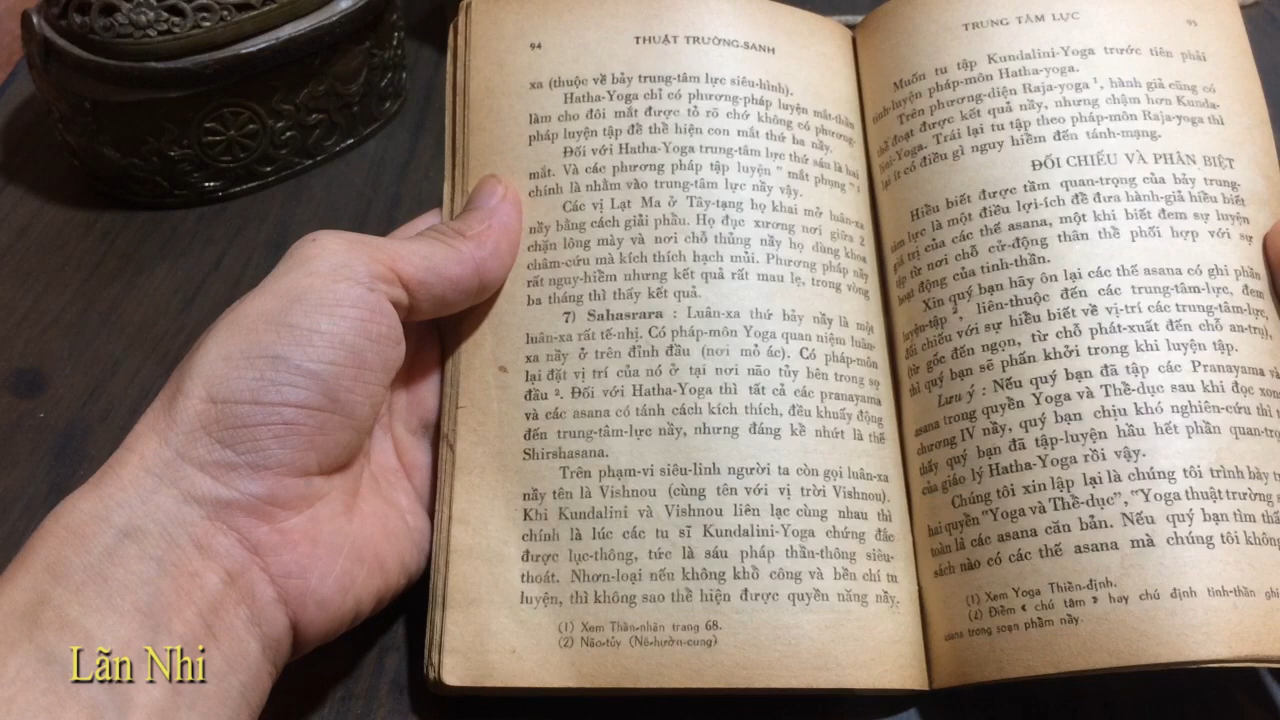 94
THUẬT TRƯỜNG-SANH
xa (thuộc về bảy trung-tâm lực siêu-hình).
Hatha-Yoga chỉ có phương-pháp luyện mắt-thần
làm cho đôi mắt được tỏ rõ chớ không có phương-
pháp luyện tập để thể hiện con mắt thứ ba nầy.
Đối với Hatha-Yoga trung-tâm lực thứ sáu là hai
mắt. Và các phương pháp tập luyện " mắt phụng " ¹
chính là nhằm vào trung-tâm lực nầy vậy.
Các vị Lạt Ma ở Tây-tạng họ khai mở luân-xa
nầy bằng cách giải phẫu. Họ đục xương nơi giữa 2
chặn lông mày và nơi chỗ thủng nầy họ dùng khoa
châm-cứu mà kích thích hạch mũi. Phương pháp nầy
rất nguy-hiểm nhưng kết quả rất mau lẹ, trong vòng
ba tháng thì thấy kết quả.
7) Sahasrara : Luân-xa thứ bảy nầy là một
luân-xa rất tế-nhị. Có pháp-môn Yoga quan niệm luân-
xa nầy ở trên đỉnh đầu (nơi mỏ ác). Có pháp-môn
lại đặt vị trí của nó ở tại nơi não tủy bên trong sọ
đầu ². Đối với Hatha-Yoga thì tất cả các pranayama
và các asana có tánh cách kích thích, đều khuấy động
đến trung-tâm-lực nầy, nhưng đáng kể nhứt là thế
Shirshasana.
Trên phạm-vi siêu-linh người ta còn gọi luân-xa
nầy tên là Vishnou (cùng tên với vị trời Vishnou).
Khi Kundalini và Vishnou liên lạc cùng nhau thì
chính là lúc các tu sĩ Kundalini-Yoga chứng đắc
được lục-thông, tức là sáu pháp thần-thông siêu-
thoát. Nhơn-loại nếu không khổ công và bền chí tu
luyện, thì không sao thể hiện được quyền năng nầy.
(1) Xem Thần-nhãn trang 68.
(2) Não-tủy (Nê-hườn-cung)
TRUNG TÂM LỰC
95
Muốn tu tập Kundalini-Yoga trước tiên phải
tinh-luyện pháp-môn Hatha-yoga.
Trên phương-diện Raja-yoga ¹, hành giả cũng có
thể đoạt được kết quả nầy, nhưng chậm hơn Kunda-
lini-Yoga. Trái lại tu tập theo pháp-môn Raja-yoga thì
lại ít có điều gì nguy hiểm đến tánh-mạng.
ĐỐI CHIẾU VÀ PHÂN BIỆT
Hiểu biết được tầm quan-trọng của bảy trung-
tâm lực là một điều lợi-ích để đưa hành-giả hiểu biết
giá trị của các thế asana, một khi biết đem sự luyện
tập từ nơi chỗ cử-động thân thể phối hợp với sự
hoạt động của tinh-thần.
Xin quý bạn hãy ôn lại các thế asana có ghi phần
luyện-tập ², liên-thuộc đến các trung-tâm-lực, đem
đối chiếu với sự hiểu biết về vị-trí các trung-tâm-lực,
(từ gốc đến ngọn, từ chỗ phát-xuất đến chỗ an-trụ),
thì quý bạn sẽ phấn khởi trong khi luyện tập.
Lưu ý : Nếu quý bạn đã tập các Pranayama và
asana trong quyển Yoga và Thể-dục sau khi đọc xong
chương IV nầy, quý bạn chịu khó nghiên-cứu thì
thấy quý bạn đã tập-luyện hầu hết phần quan-trọ
của giáo lý Hatha-Yoga rồi vậy.
Chúng tôi xin lập lại là chúng tôi trình bày
hai quyển "Yoga và Thể-dục", "Yoga thuật trường
toàn là các asana căn bản. Nếu quý bạn tìm thấ
sách nào có các thế asana mà chúng tôi không
(1) Xem Yoga Thiền-định.
(2) Điểm « chú tâm » hay chú định tinh-thần ghi
asana trong soạn phẩm nầy.
Lãn Nhi